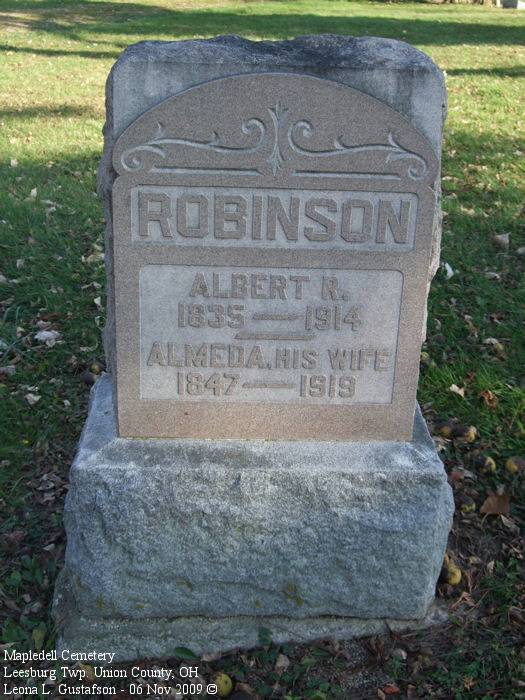 ROBINSON
ALBERT R.
1835 — 1914
ALMEDA, HIS WIFE
1847 — 1919
Mapledell Cemetery
Leesburg Twp. Union County, OH
Leona L. Gustafson - 06 Nov 2009 ©